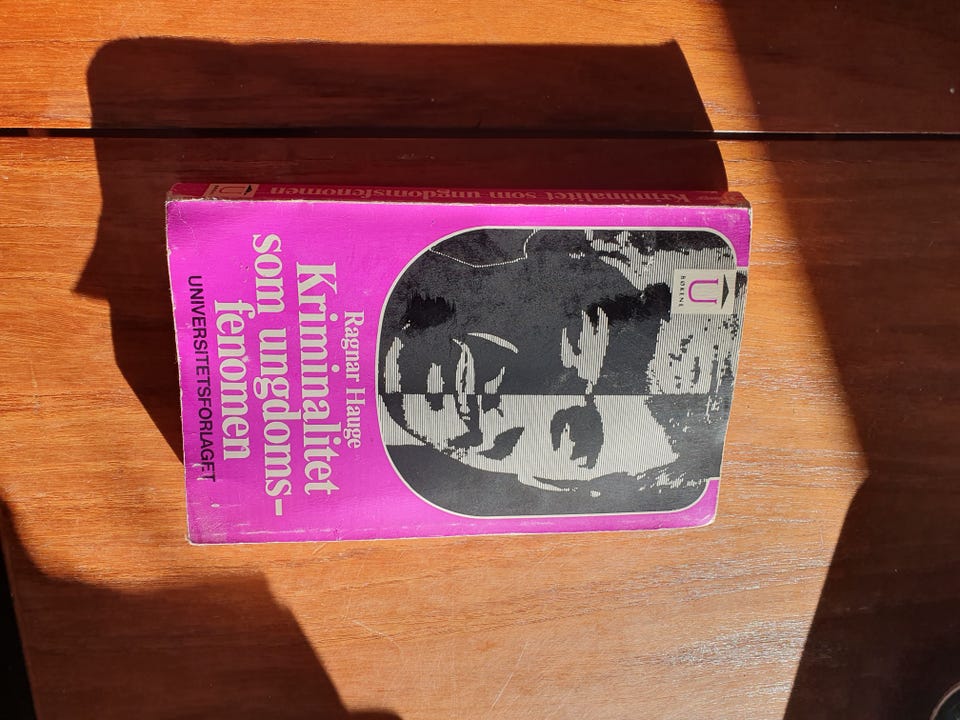 U
BØKENE
Ragnar Hauge
Kriminalitet
som ungdoms-
fenomen
UNIVERSITETSFORLAGET
Kriminalitet som ungdomsfenomen
U